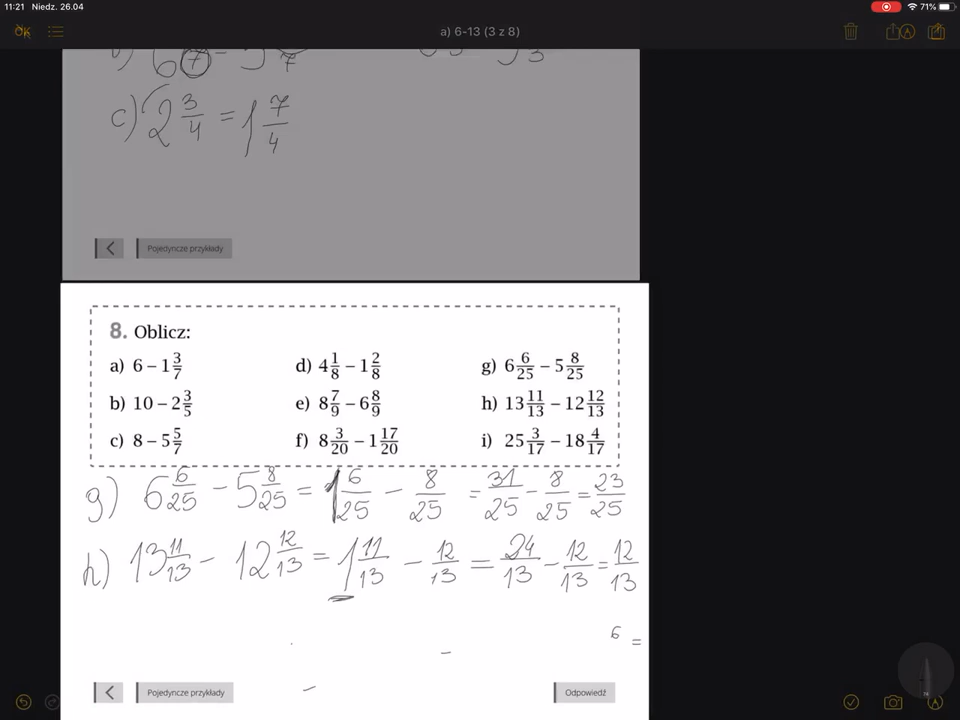 11:21 Niedz. 26.04
71%
OK
a) 6-13 (3 z 8)
c) 2 3/4 = 1 7/4
Pojedyncze przykłady
8. Oblicz:
a) 6 – 1 3/7
d) 4 1/8 – 1 2/8
g) 6 6/25 – 5 8/25
b) 10 – 2 3/5
e) 8 7/9 – 6 8/9
h) 13 11/13 – 12 12/13
c) 8 – 5 5/7
f) 8 3/20 – 1 17/20
i) 25 3/17 – 18 4/17
g) 6 6/25 – 5 8/25 = 1 6/25 – 8/25 = 31/25 – 8/25 = 23/25
h) 13 11/13 – 12 12/13 = 1 11/13 – 12/13 = 24/13 – 12/13 = 12/13
6 =
–
–
Pojedyncze przykłady
Odpowiedź